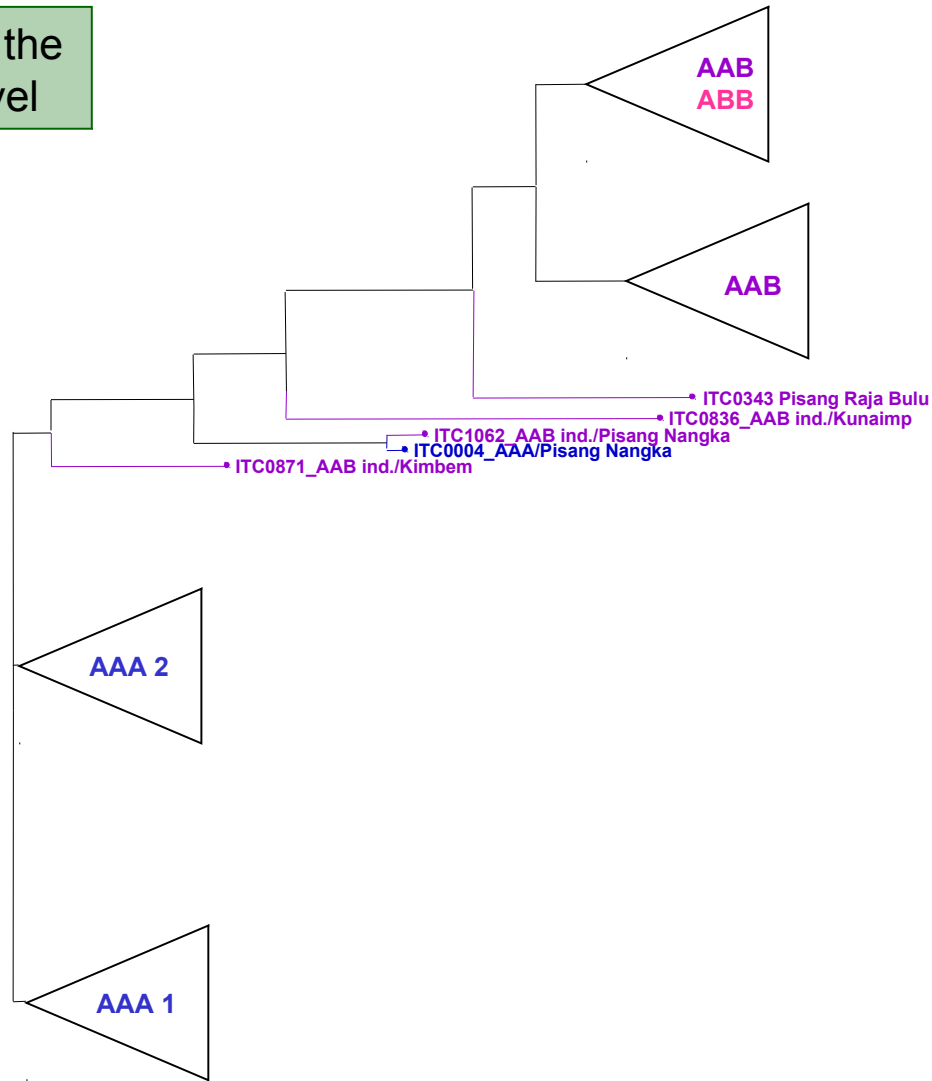 the
AAB
ABB
AAB
ITC0343 Pisang Raja Bulu
ITC0836_AAB ind./Kunaimp
ITC1062_AAB ind./Pisang Nangka
ITC0004_AAA/Pisang Nangka
ITC0871_AAB ind./Kimbem
AAA 2
AAA 1